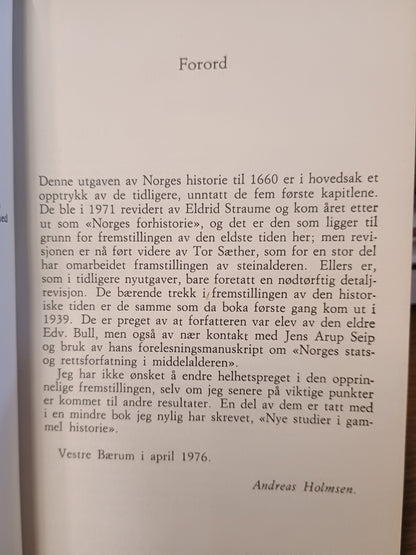 Forord
Denne utgaven av Norges historie til 1660 er i hovedsak et
opptrykk av de tidligere, unntatt de fem første kapitlene.
De ble i 1971 revidert av Eldrid Straume og kom året etter
ut som «Norges forhistorie», og det er den som ligger til
grunn for fremstillingen av den eldste tiden her; men revi-
sjonen er nå ført videre av Tor Sæther, som for en stor del
har omarbeidet framstillingen av steinalderen. Ellers er,
som i tidligere nyutgaver, bare foretatt en nødtørftig detalj-
revisjon. De bærende trekk i fremstillingen av den histor-
iske tiden er de samme som da boka første gang kom ut i
1939. De er preget av at forfatteren var elev av den eldre
Edv. Bull, men også av nær kontakt med Jens Arup Seip
og bruk av hans forelesningsmanuskript om «Norges stats-
og rettsforfatning i middelalderen».
Jeg har ikke ønsket å endre helhetspreget i den opprin-
nelige fremstillingen, selv om jeg senere på viktige punkter
er kommet til andre resultater. En del av dem er tatt med
i en mindre bok jeg nylig har skrevet, «Nye studier i gam-
mel historie».
Vestre Bærum i april 1976.
Andreas Holmsen.